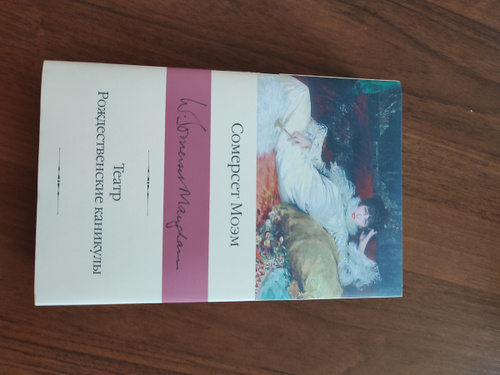 Сомерсет Моэм
W. Somerset Maugham
Театр
Рождественские каникулы